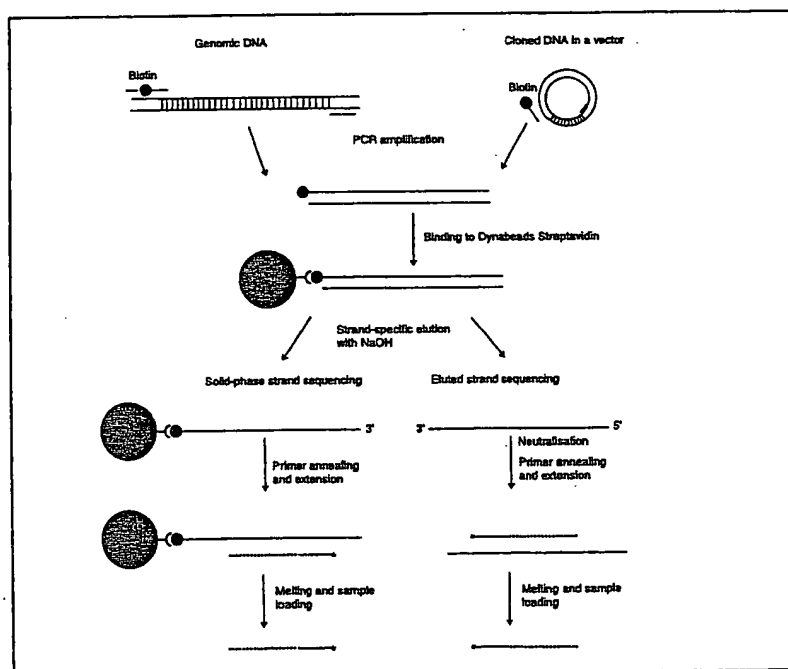 Genomic DNA
Cloned DNA in a vector
Biotin
Biotin
PCR amplification
Binding to Dynabeads Streptavidin
Strand-specific elution
with NaOH
Solid-phase strand sequencing
Eluted strand sequencing
3'
3'
5'
Neutralisation
Primer annealing
and extension
Primer annealing
and extension
Melting and sample
loading
Melting and sample
loading